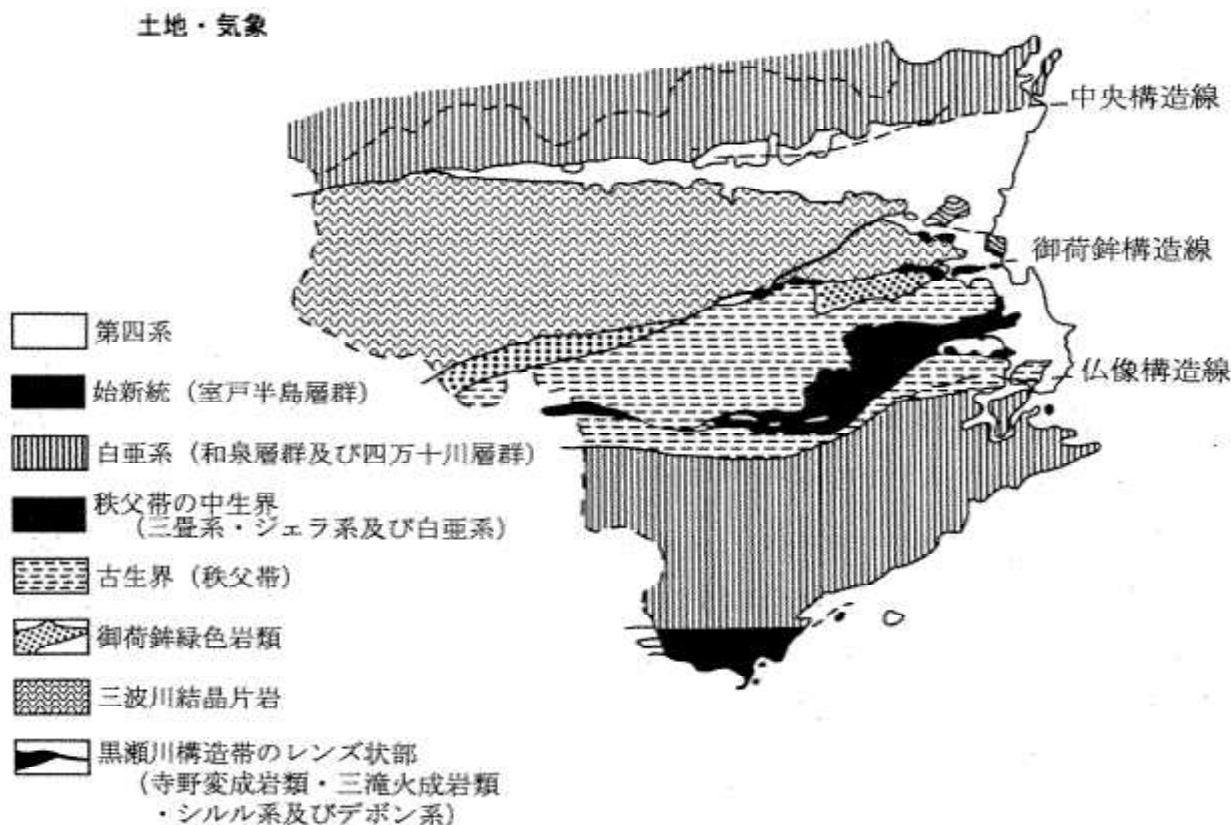 土地・気象
中央構造線
御荷鉾構造線
仏像構造線
第四系
始新統（室戸半島層群）
白亜系（和泉層群及び四万十川層群）
秩父帯の中生界
（三畳系・ジェラ系及び白亜系）
古生界（秩父帯）
御荷鉾緑色岩類
三波川結晶片岩
黒瀬川構造帯のレンズ状部
（寺野変成岩類・三滝火成岩類
・シルル系及びデボン系）